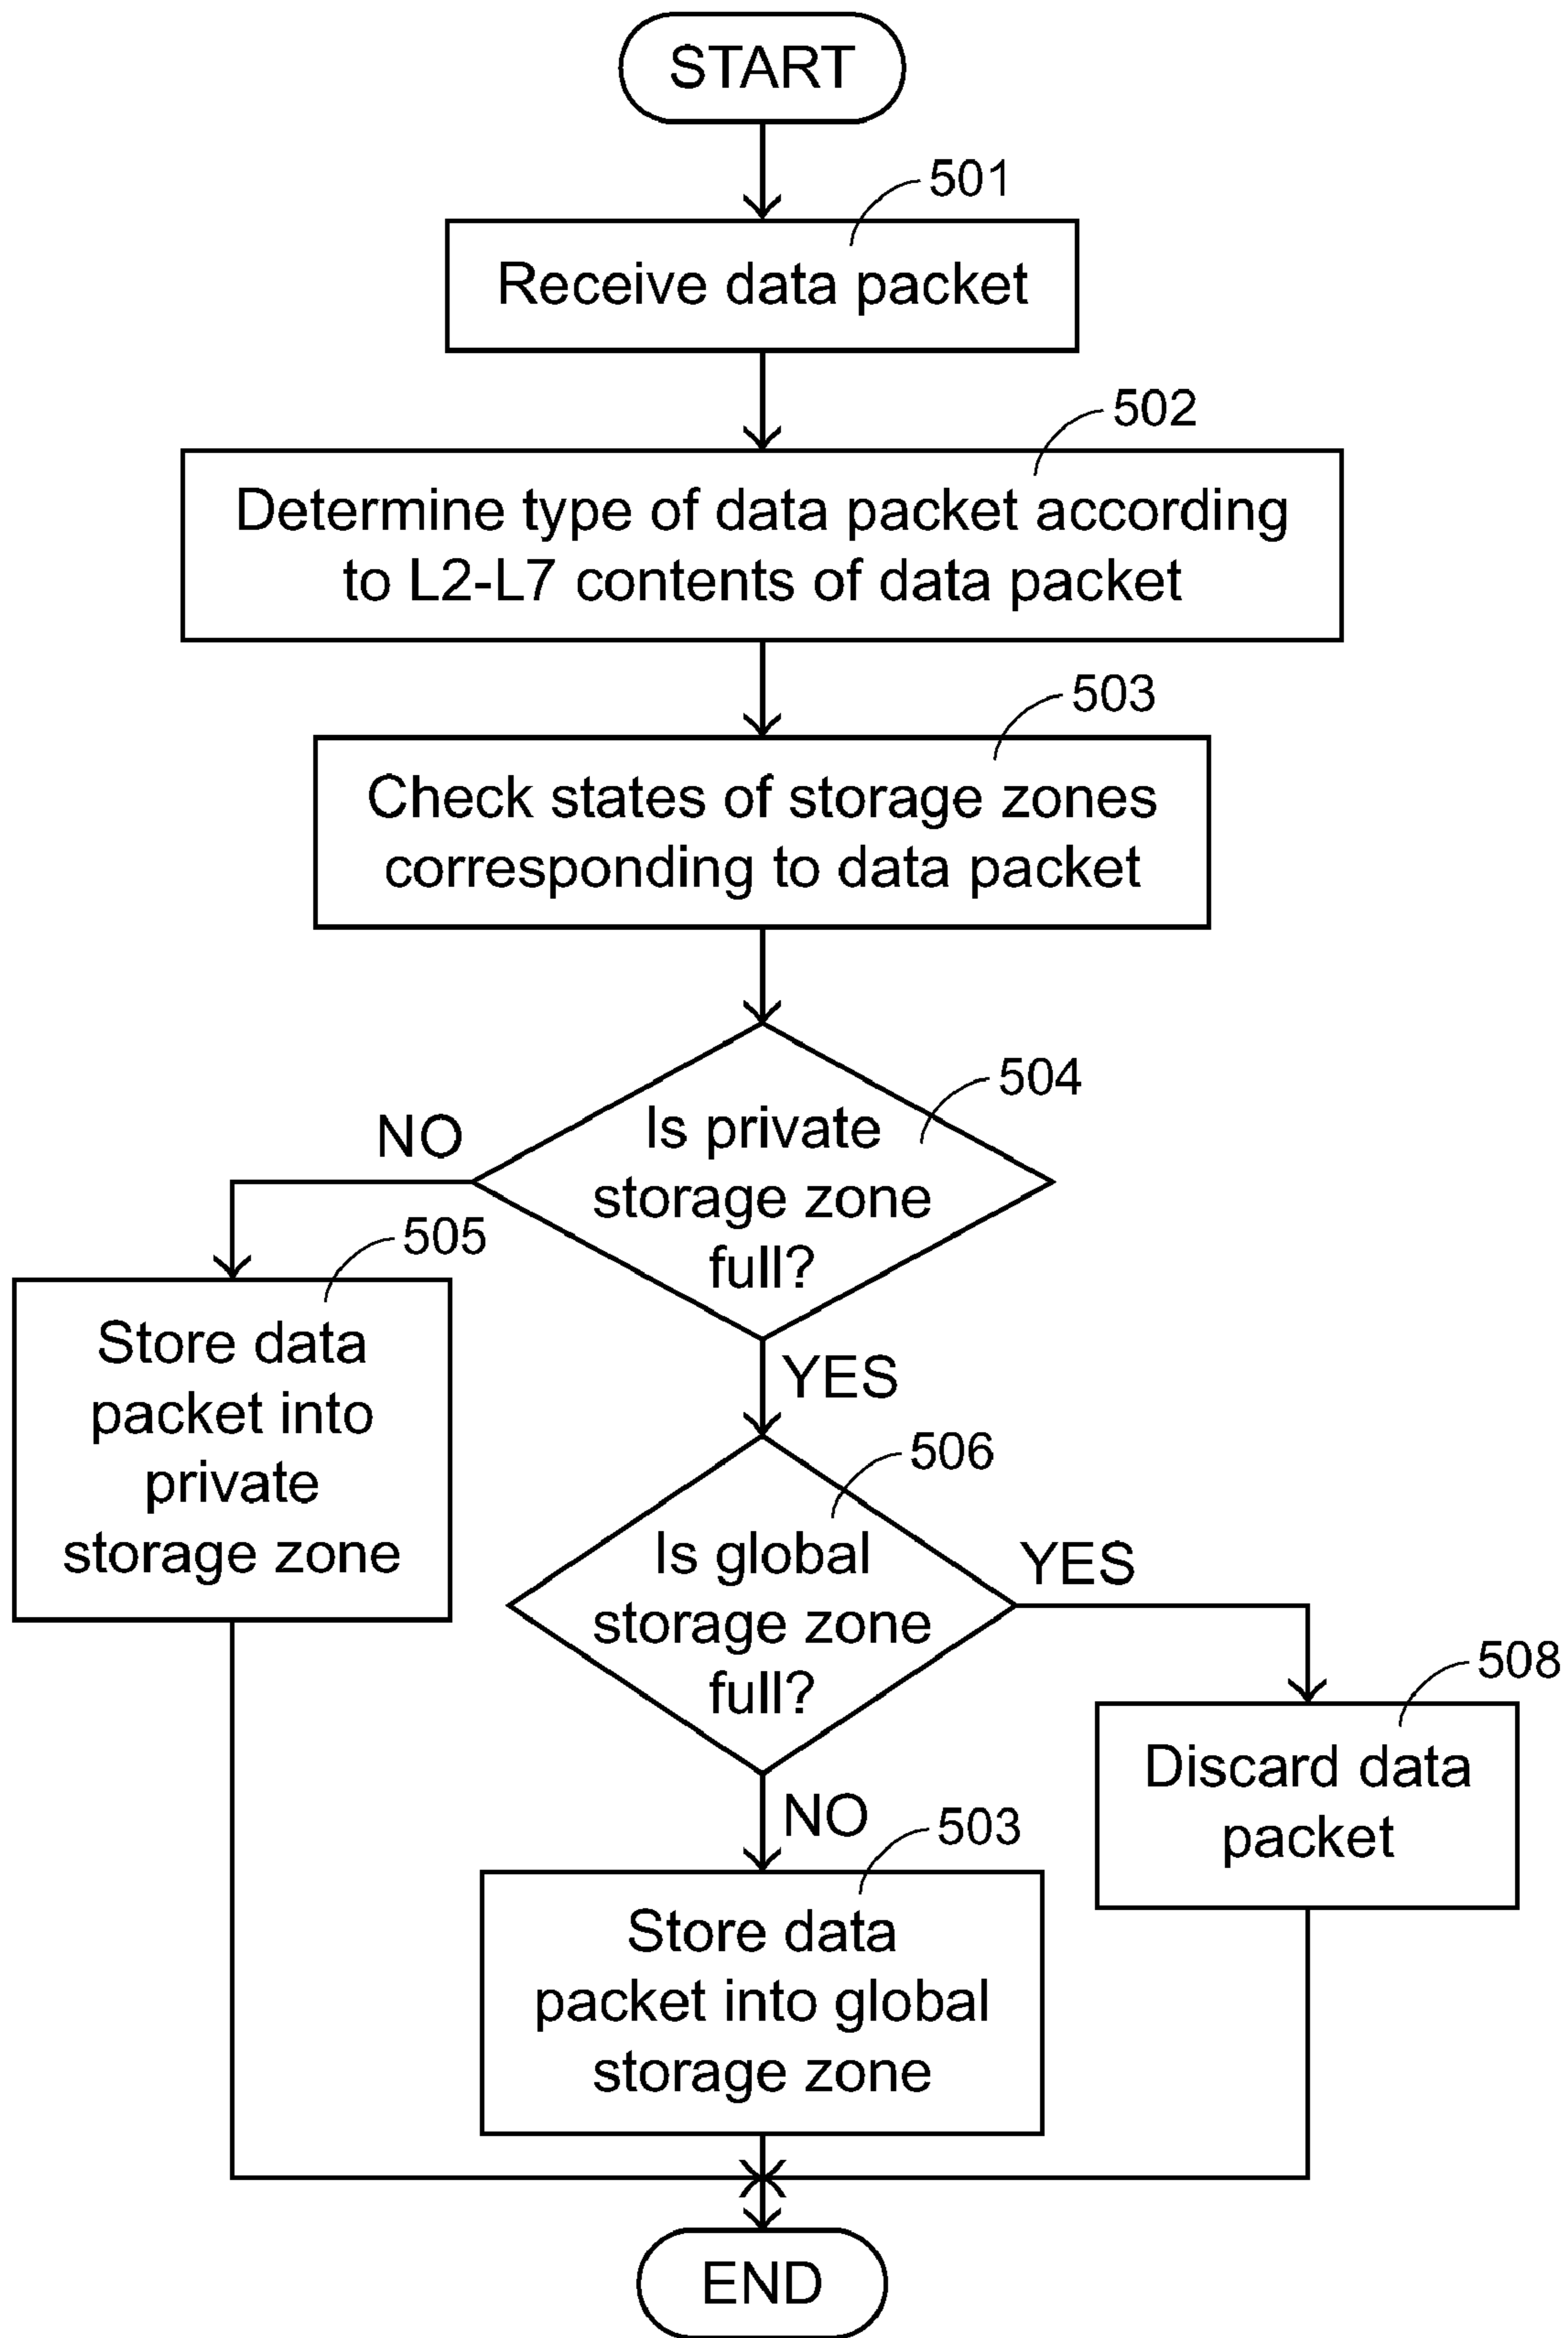 START
501
Receive data packet
502
Determine type of data packet according
to L2-L7 contents of data packet
503
Check states of storage zones
corresponding to data packet
504
Is private
storage zone
full?
NO
YES
505
Store data
packet into
private
storage zone
506
Is global
storage zone
full?
YES
NO
508
Discard data
packet
503
Store data
packet into global
storage zone
END